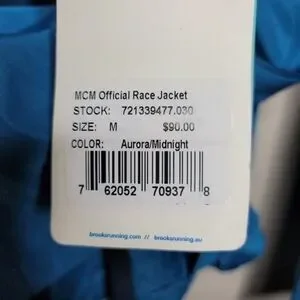 MCM Official Race Jacket
STOCK: 721339477.030
SIZE: M $90.00
COLOR: Aurora/Midnight
7 62052 70937 8
brooksrunning.com // brooksrunning.eu